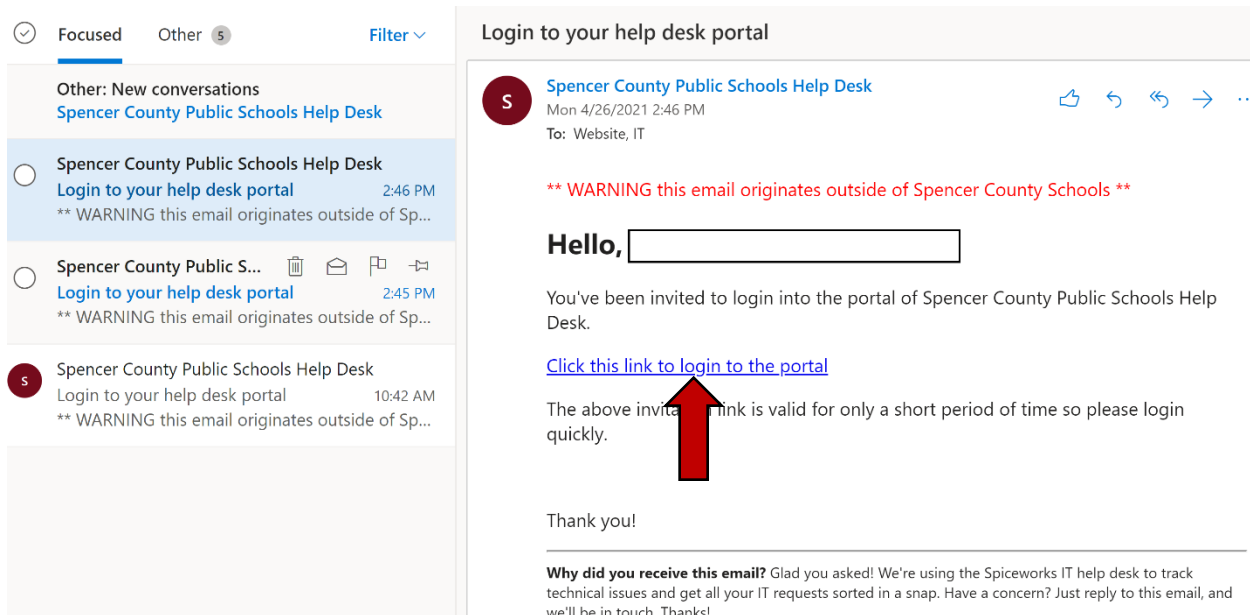 Focused Other 5 Filter
Other: New conversations
Spencer County Public Schools Help Desk
Spencer County Public Schools Help Desk
Login to your help desk portal 2:46 PM
** WARNING this email originates outside of Sp...
Spencer County Public S...
Login to your help desk portal 2:45 PM
** WARNING this email originates outside of Sp...
S
Spencer County Public Schools Help Desk
Login to your help desk portal 10:42 AM
** WARNING this email originates outside of Sp...
Login to your help desk portal
S
Spencer County Public Schools Help Desk
Mon 4/26/2021 2:46 PM
To: Website, IT
** WARNING this email originates outside of Spencer County Schools **
Hello,
You've been invited to login into the portal of Spencer County Public Schools Help
Desk.
Click this link to login to the portal
The above link is valid for only a short period of time so please login
quickly.
Thank you!
Why did you receive this email? Glad you asked! We're using the Spiceworks IT help desk to track
technical issues and get all your IT requests sorted in a snap. Have a concern? Just reply to this email, and
we'll be in touch. Thanks!